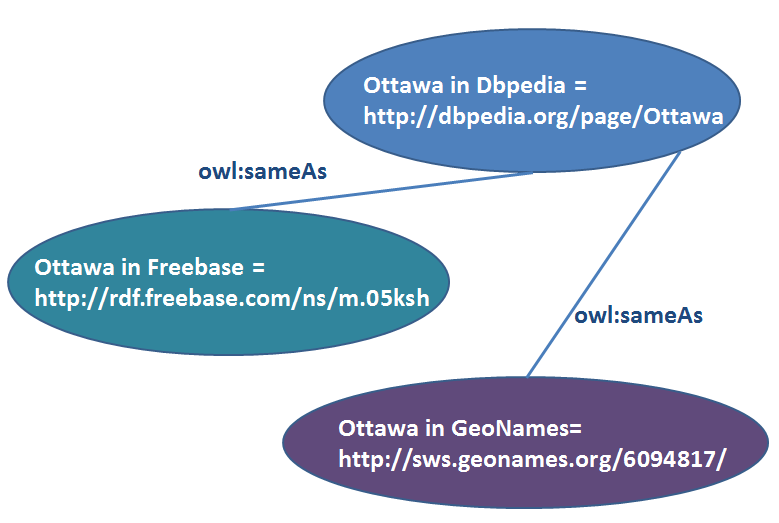 Ottawa in Dbpedia =
http://dbpedia.org/page/Ottawa
owl:sameAs
Ottawa in Freebase =
http://rdf.freebase.com/ns/m.05ksh
owl:sameAs
Ottawa in GeoNames=
http://sws.geonames.org/6094817/